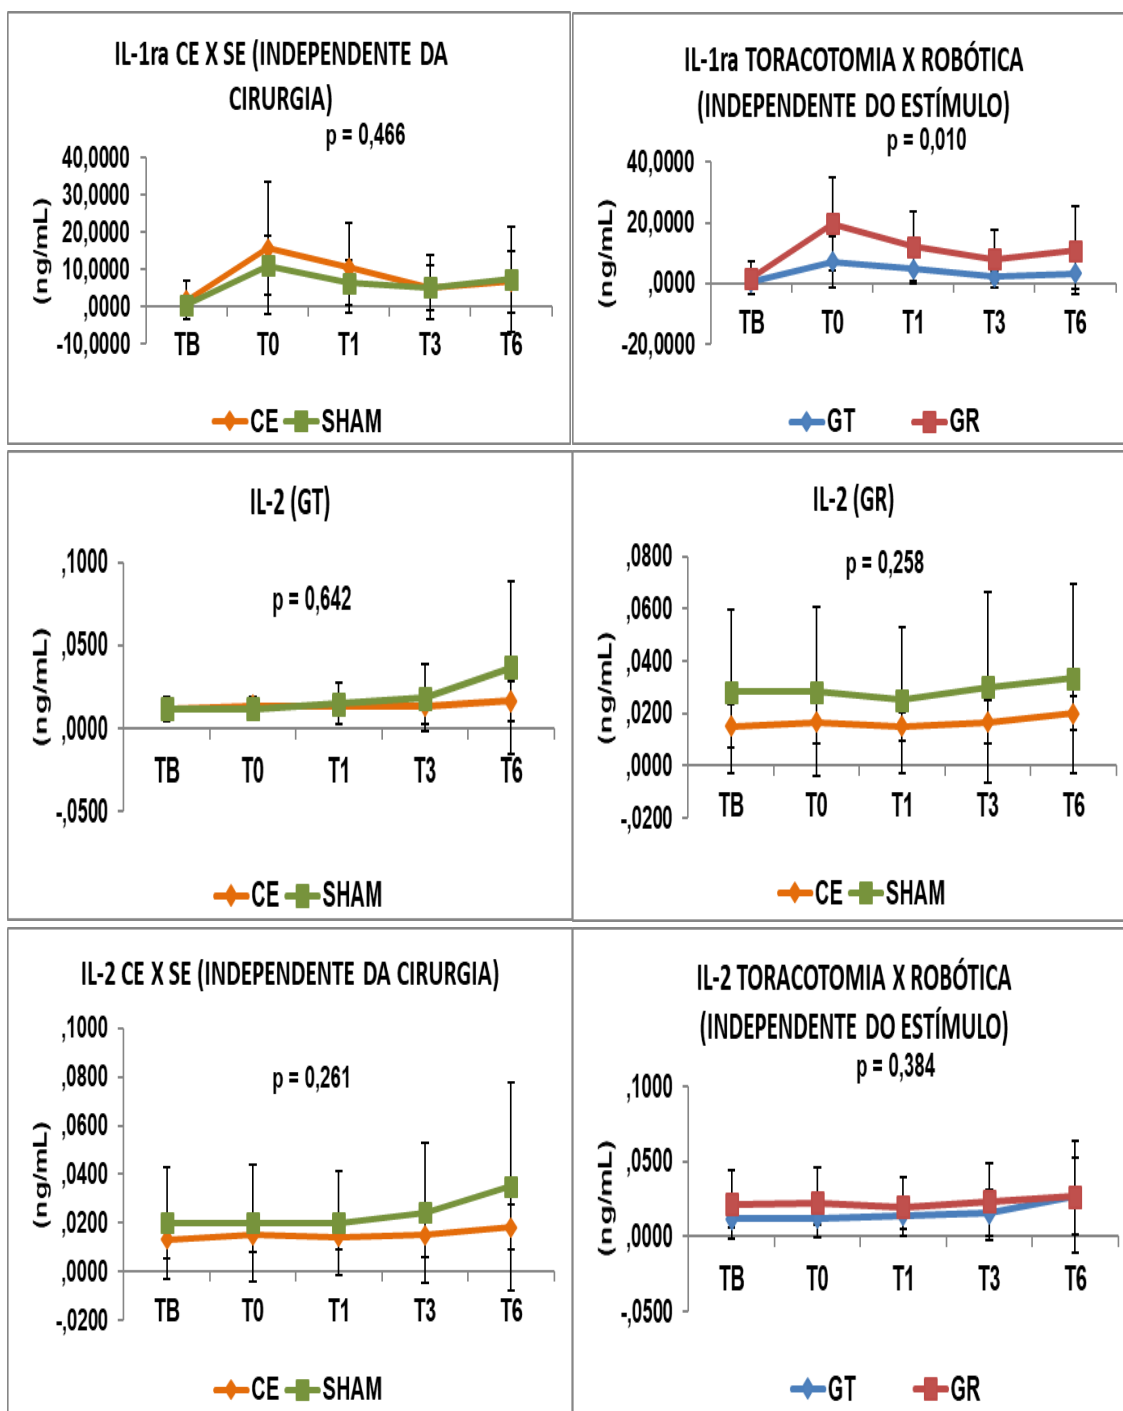 IL-1ra CE X SE (INDEPENDENTE DA
CIRURGIA)
p = 0,466
(ng/mL)
40,0000
30,0000
20,0000
10,0000
,0000
-10,0000
TB T0 T1 T3 T6
CE SHAM
IL-1ra TORACOTOMIA X ROBÓTICA
(INDEPENDENTE DO ESTÍMULO)
p = 0,010
(ng/mL)
40,0000
20,0000
,0000
-20,0000
TB T0 T1 T3 T6
GT GR
IL-2 (GT)
p = 0,642
(ng/mL)
,1000
,0500
,0000
-,0500
TB T0 T1 T3 T6
CE SHAM
IL-2 (GR)
p = 0,258
(ng/mL)
,0800
,0600
,0400
,0200
,0000
-,0200
TB T0 T1 T3 T6
CE SHAM
IL-2 CE X SE (INDEPENDENTE DA CIRURGIA)
p = 0,261
(ng/mL)
,1000
,0800
,0600
,0400
,0200
,0000
-,0200
TB T0 T1 T3 T6
CE SHAM
IL-2 TORACOTOMIA X ROBÓTICA
(INDEPENDENTE DO ESTÍMULO)
p = 0,384
(ng/mL)
,1000
,0500
,0000
-,0500
TB T0 T1 T3 T6
GT GR